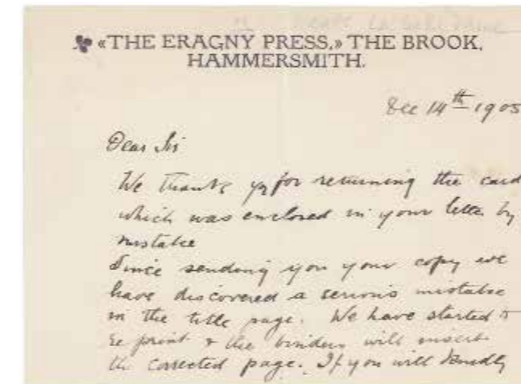 «THE ERAGNY PRESS,» THE BROOK,
HAMMERSMITH.
Dec 14th 1905
Dear Sir
We thank for returning the card
which was enclosed in your letter by
mistake
Since sending you your copy we
have discovered a serious mistake
in the title page. We have started to
re print & the binders will insert
the corrected page. If you will kindly